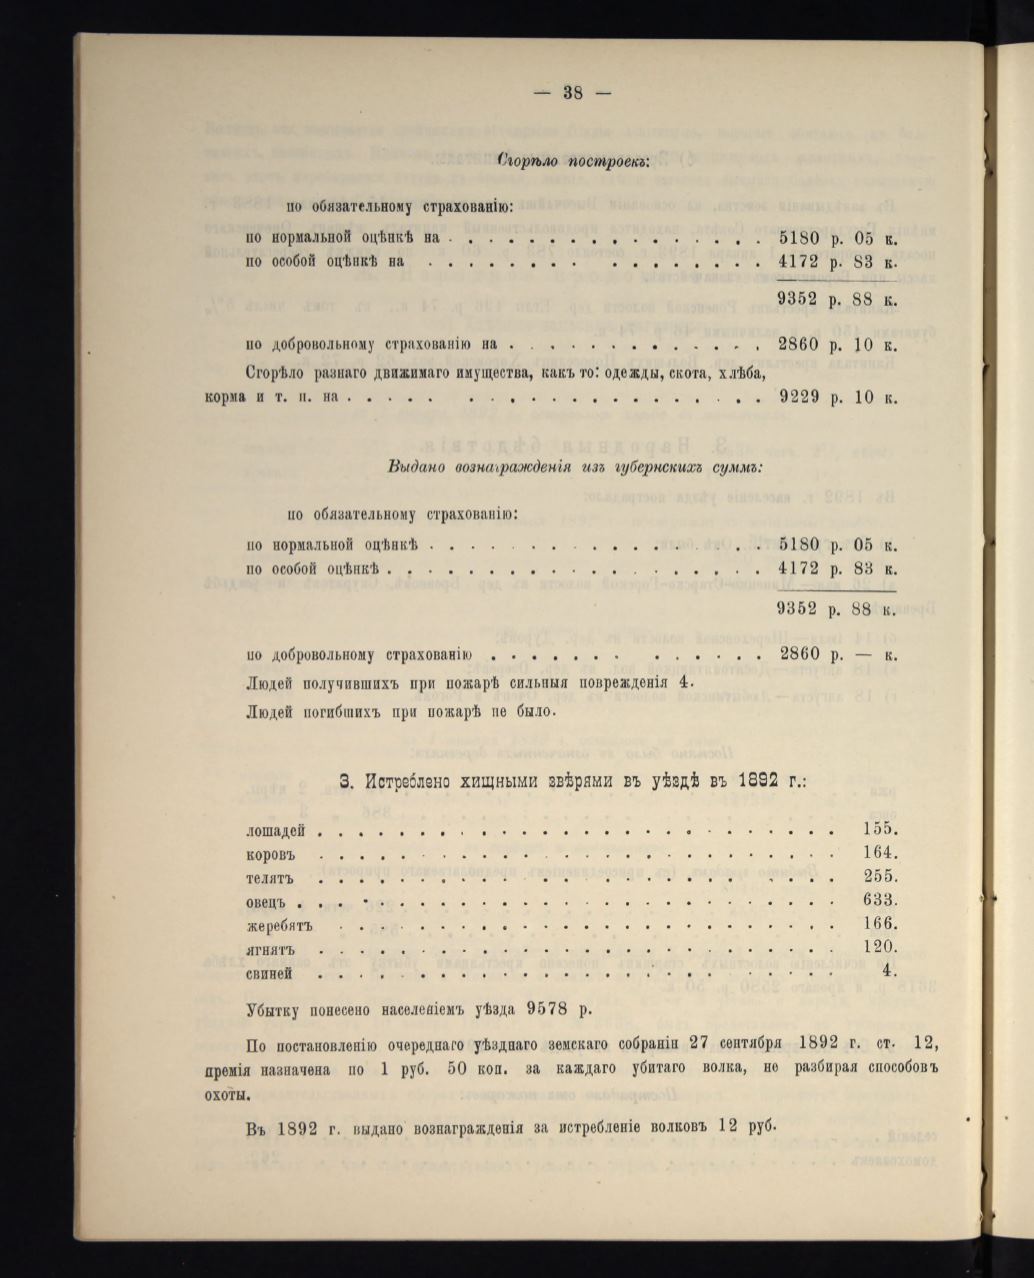 — 38 —
Сгорѣло построекъ:
по обязательному страхованію:
по нормальной оцѣнкѣ на . . . . . . . . . . . . . . . . 5180 р. 05 к.
по особой оцѣнкѣ на . . . . . . . . . . . . . . . . 4172 р. 83 к.
9352 р. 88 к.
по добровольному страхованію на . . . . . . . . . . . . . 2860 р. 10 к.
Сгорѣло разнаго движимаго имущества, какъ то: одежды, скота, хлѣба,
корма и т. п. на . . . . . . . . . . . . . . . . . . . . 9229 р. 10 к.
Выдано вознагражденія изъ губернскихъ суммъ:
по обязательному страхованію:
по нормальной оцѣнкѣ . . . . . . . . . . . . . . . . . 5180 р. 05 к.
по особой оцѣнкѣ . . . . . . . . . . . . . . . . . . . 4172 р. 83 к.
9352 р. 88 к.
по добровольному страхованію . . . . . . . . . . . . . 2860 р. — к.
Людей получившихъ при пожарѣ сильныя поврежденія 4.
Людей погибшихъ при пожарѣ не было.
3. Истреблено хищными звѣрями въ уѣздѣ въ 1892 г.:
лошадей . . . . . . . . . . . . . . . . . . . . . . . . . . 155.
коровъ . . . . . . . . . . . . . . . . . . . . . . . . . . 164.
телятъ . . . . . . . . . . . . . . . . . . . . . . . . . . 255.
овецъ . . . . . . . . . . . . . . . . . . . . . . . . . . . 633.
жеребятъ . . . . . . . . . . . . . . . . . . . . . . . . . 166.
ягнятъ . . . . . . . . . . . . . . . . . . . . . . . . . . 120.
свиней . . . . . . . . . . . . . . . . . . . . . . . . . . 4.
Убытку понесено населеніемъ уѣзда 9578 р.
По постановленію очереднаго уѣзднаго земскаго собранія 27 сентября 1892 г. ст. 12,
премія назначена по 1 руб. 50 коп. за каждаго убитаго волка, не разбирая способовъ
охоты.
Въ 1892 г. выдано вознагражденія за истребленіе волковъ 12 руб.